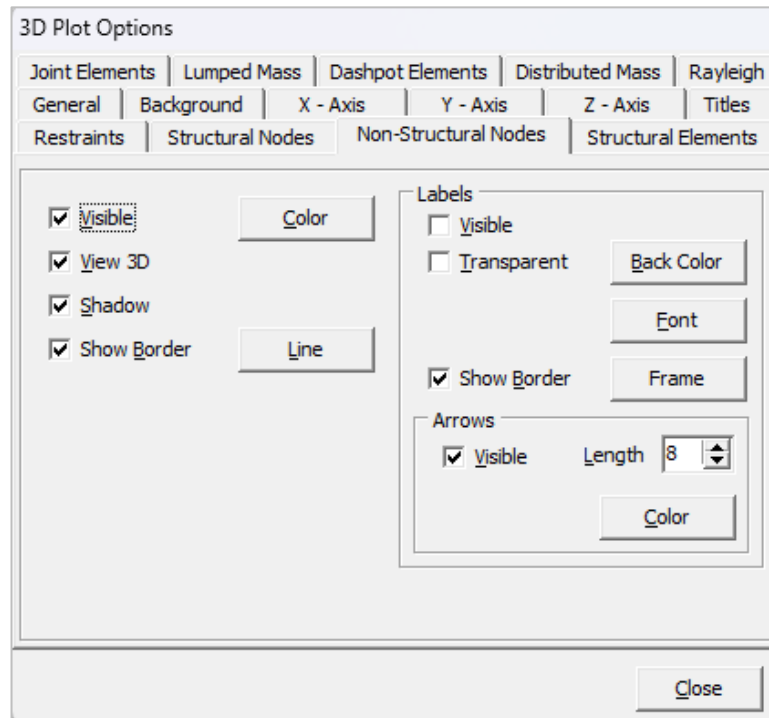 3D Plot Options
Joint Elements Lumped Mass Dashpot Elements Distributed Mass Rayleigh
General Background X - Axis Y - Axis Z - Axis Titles
Restraints Structural Nodes Non-Structural Nodes Structural Elements
Visible Color
View 3D
Shadow
Show Border Line
Labels
Visible
Transparent Back Color
Font
Show Border Frame
Arrows
Visible Length 8
Color
Close